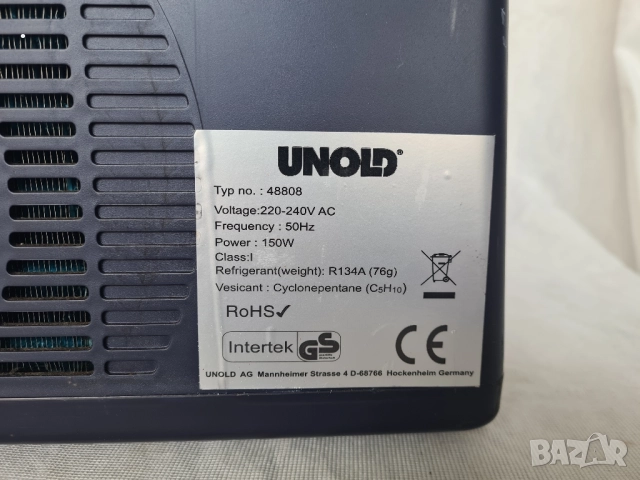 UNOLD®
Typ no. : 48808
Voltage:220-240V AC
Frequency : 50Hz
Power : 150W
Class:I
Refrigerant(weight): R134A (76g)
Vesicant : Cyclonepentane (C5H10)
RoHS✓
Intertek GS CE
UNOLD AG Mannheimer Strasse 4 D-68766 Hockenheim Germany
BAZAR